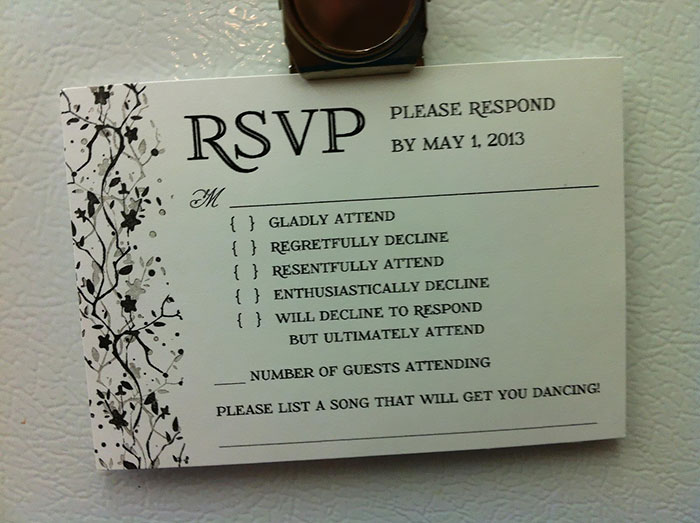 RSVP
PLEASE RESPOND
BY MAY 1, 2013
M
{ } GLADLY ATTEND
{ } REGRETFULLY DECLINE
{ } RESENTFULLY ATTEND
{ } ENTHUSIASTICALLY DECLINE
{ } WILL DECLINE TO RESPOND
BUT ULTIMATELY ATTEND
___ NUMBER OF GUESTS ATTENDING
PLEASE LIST A SONG THAT WILL GET YOU DANCING!